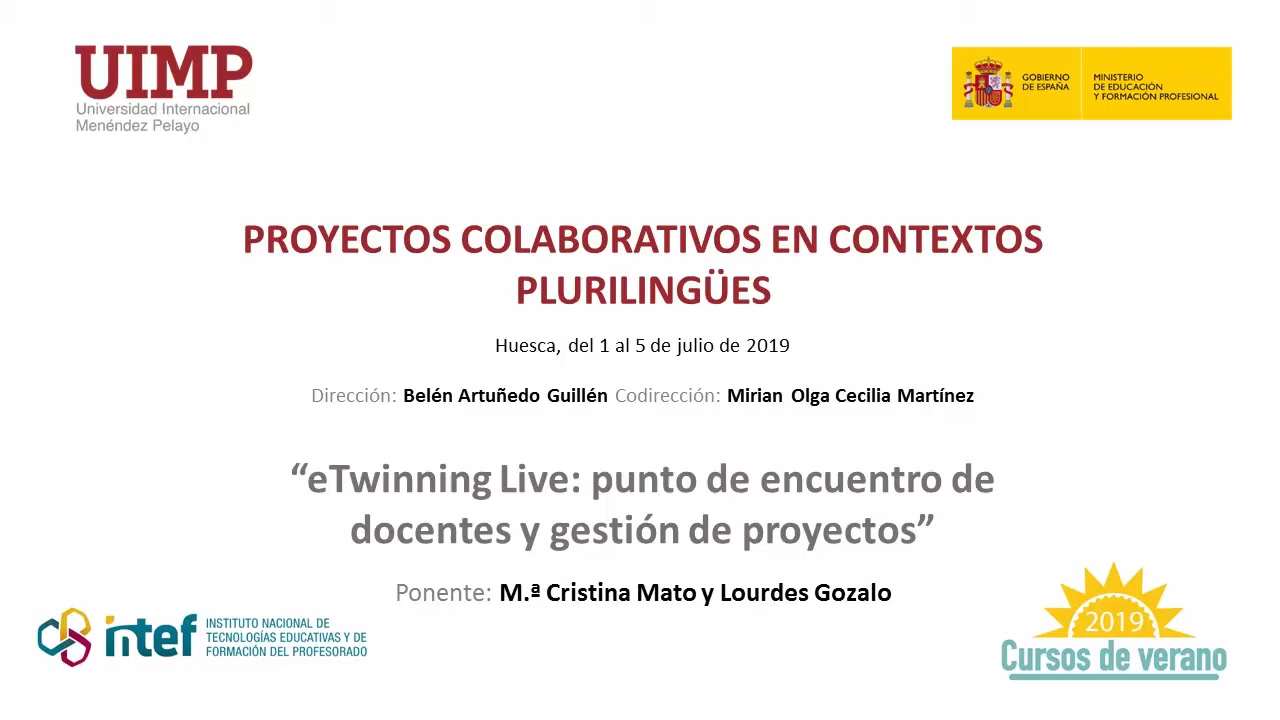 UIMP
Universidad Internacional
Menéndez Pelayo
GOBIERNO
DE ESPAÑA
MINISTERIO
DE EDUCACIÓN
Y FORMACIÓN PROFESIONAL
PROYECTOS COLABORATIVOS EN CONTEXTOS
PLURILINGÜES
Huesca, del 1 al 5 de julio de 2019
Dirección: Belén Artuñedo Guillén Codirección: Mirian Olga Cecilia Martínez
“eTwinning Live: punto de encuentro de
docentes y gestión de proyectos”
Ponente: M.ª Cristina Mato y Lourdes Gozalo
intef
INSTITUTO NACIONAL DE
TECNOLOGÍAS EDUCATIVAS Y DE
FORMACIÓN DEL PROFESORADO
2019
Cursos de verano